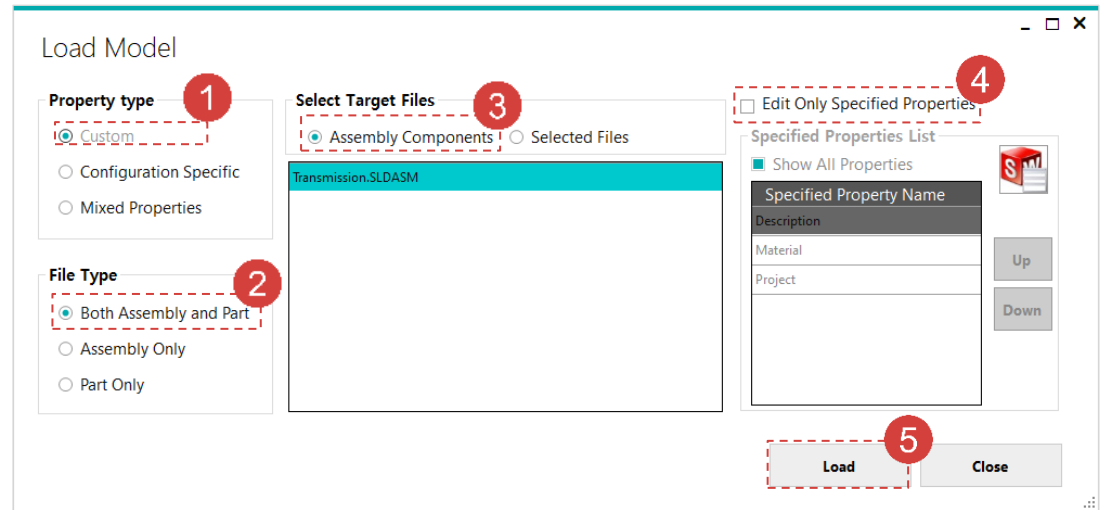 Load Model
Property type
1
Custom
Configuration Specific
Mixed Properties
File Type
2
Both Assembly and Part
Assembly Only
Part Only
Select Target Files
3
Assembly Components
Selected Files
Transmission.SLDASM
4
Edit Only Specified Properties
Specified Properties List
Show All Properties
SW
Specified Property Name
Description
Material
Project
Up
Down
5
Load
Close